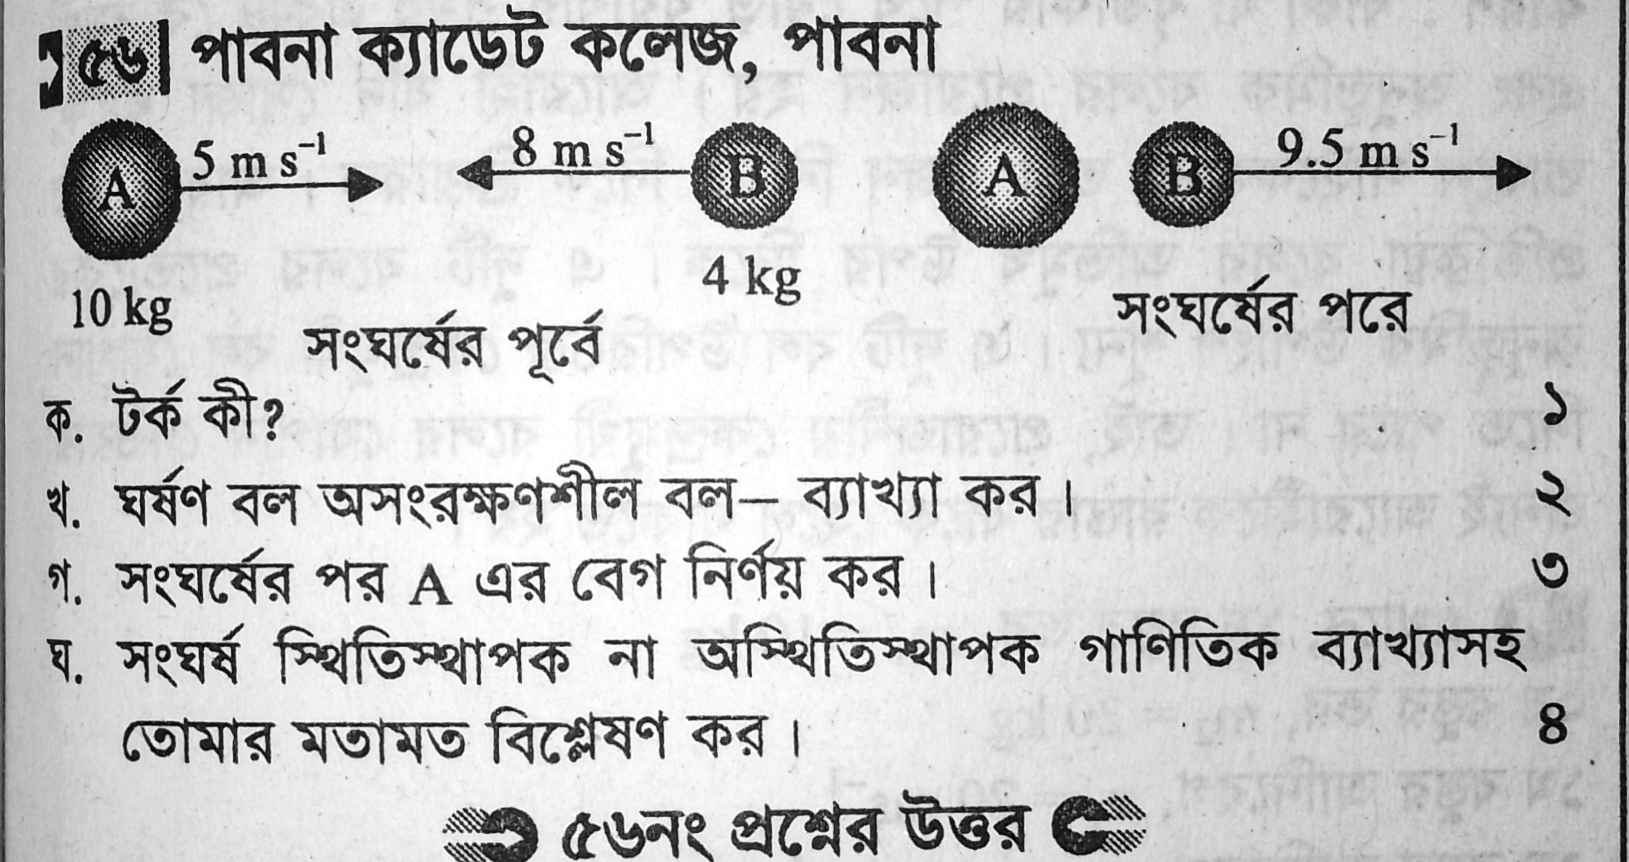 ৫৬ পাবনা ক্যাডেট কলেজ, পাবনা
A 5 m s⁻¹ 8 m s⁻¹ B A B 9.5 m s⁻¹
10 kg 4 kg
সংঘর্ষের পূর্বে সংঘর্ষের পরে
ক. টর্ক কী? ১
খ. ঘর্ষণ বল অসংরক্ষণশীল বল— ব্যাখ্যা কর। ২
গ. সংঘর্ষের পর A এর বেগ নির্ণয় কর। ৩
ঘ. সংঘর্ষ স্থিতিস্থাপক না অস্থিতিস্থাপক গাণিতিক ব্যাখ্যাসহ
তোমার মতামত বিশ্লেষণ কর। ৪
৫৬নং প্রশ্নের উত্তর